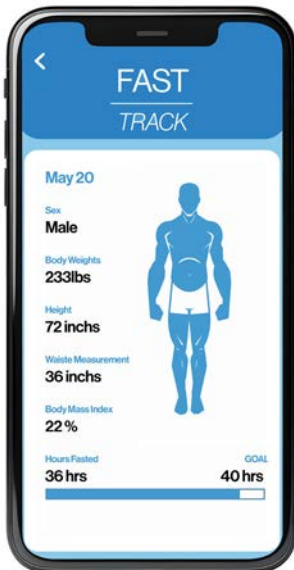 FAST
TRACK
May 20
Sex
Male
Body Weights
233lbs
Height
72 inchs
Waiste Measurement
36 inchs
Body Mass Index
22 %
Hours Fasted
GOAL
36 hrs
40 hrs